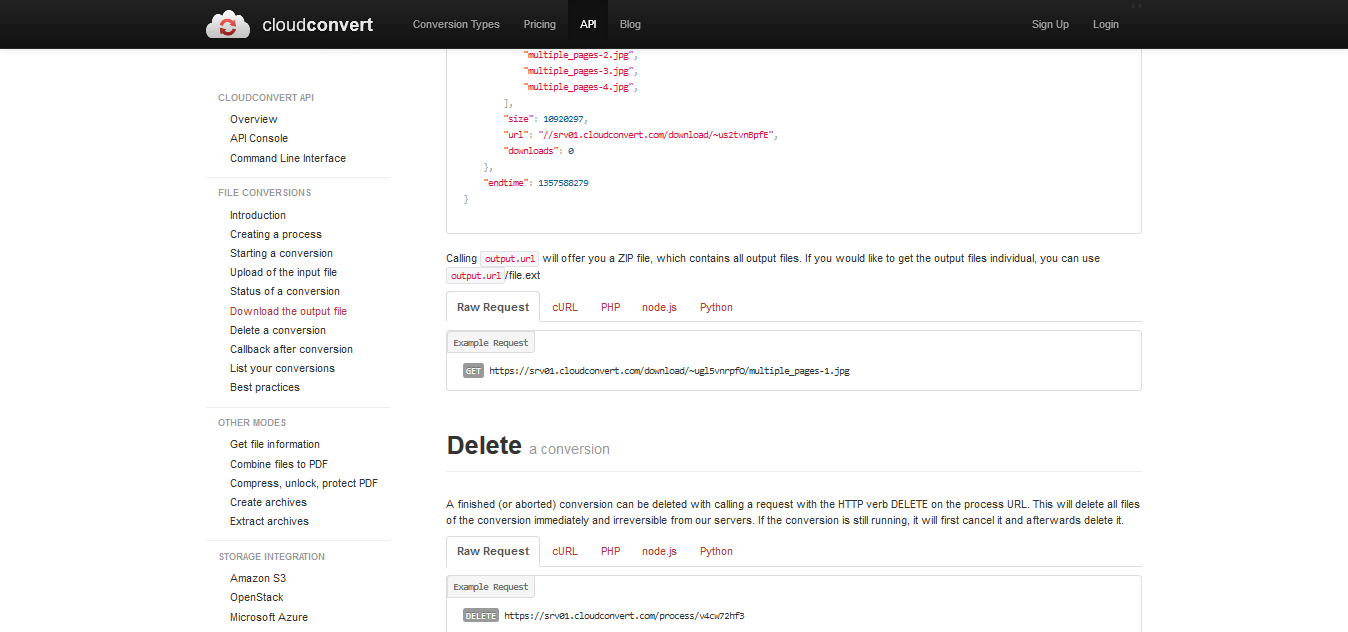 cloudconvert
Conversion Types
Pricing
API
Blog
Sign Up
Login
CLOUDCONVERT API
Overview
API Console
Command Line Interface
FILE CONVERSIONS
Introduction
Creating a process
Starting a conversion
Upload of the input file
Status of a conversion
Download the output file
Delete a conversion
Callback after conversion
List your conversions
Best practices
OTHER MODES
Get file information
Combine files to PDF
Compress, unlock, protect PDF
Create archives
Extract archives
STORAGE INTEGRATION
Amazon S3
OpenStack
Microsoft Azure
"multiple_pages-2.jpg",
"multiple_pages-3.jpg",
"multiple_pages-4.jpg",
],
"size": 10920297,
"url": "//srv01.cloudconvert.com/download/~us2tvnBpfE",
"downloads": 0
},
"endtime": 1357588279
}
Calling output.url will offer you a ZIP file, which contains all output files. If you would like to get the output files individual, you can use
output.url/file.ext
Raw Request cURL PHP node.js Python
Example Request
GET https://srv01.cloudconvert.com/download/~ugl5vnrpfO/multiple_pages-1.jpg
Delete a conversion
A finished (or aborted) conversion can be deleted with calling a request with the HTTP verb DELETE on the process URL. This will delete all files
of the conversion immediately and irreversible from our servers. If the conversion is still running, it will first cancel it and afterwards delete it.
Raw Request cURL PHP node.js Python
Example Request
DELETE https://srv01.cloudconvert.com/process/v4cw72hf3